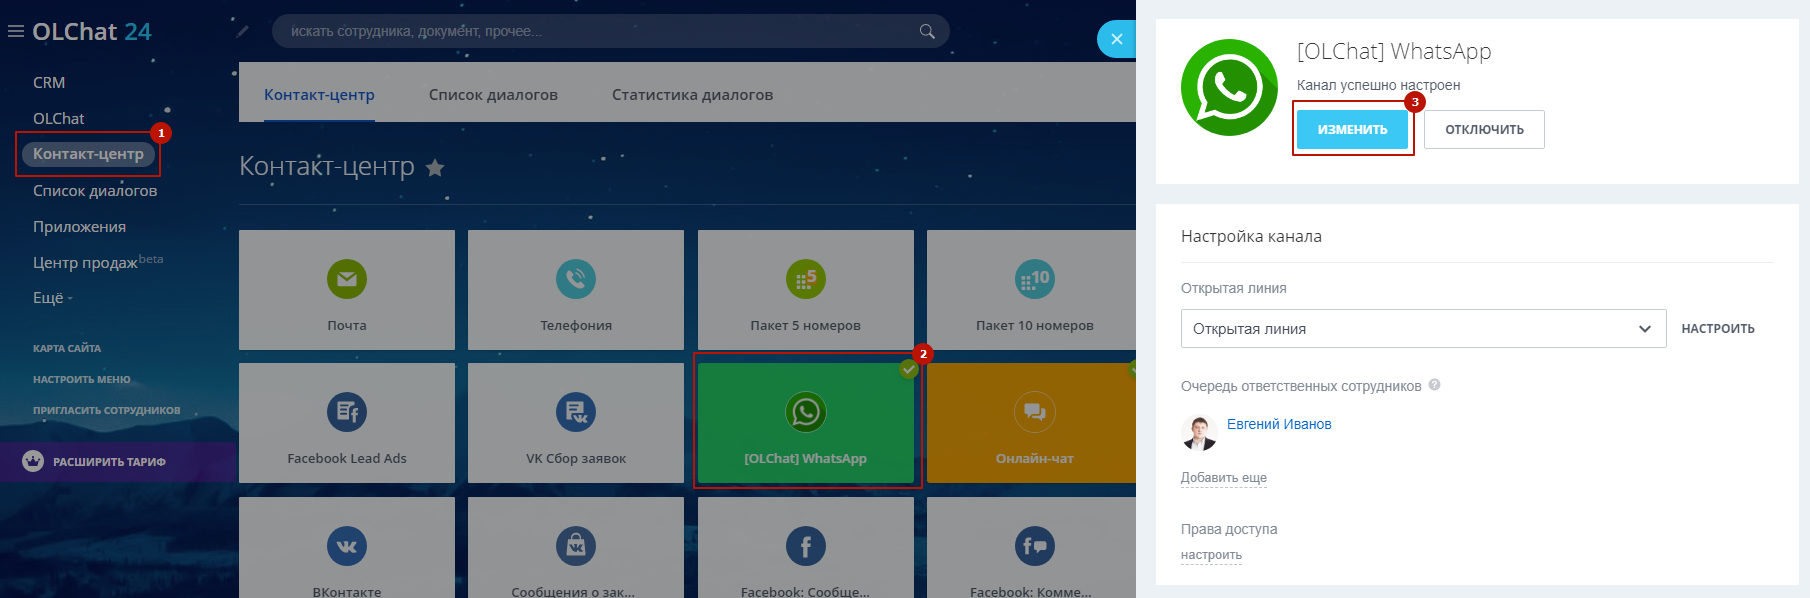 OLChat 24
искать сотрудника, документ, прочее...
CRM
OLChat
Контакт-центр
1
Список диалогов
Приложения
Центр продаж beta
Ещё
КАРТА САЙТА
НАСТРОИТЬ МЕНЮ
ПРИГЛАСИТЬ СОТРУДНИКОВ
РАСШИРИТЬ ТАРИФ
Контакт-центр
Список диалогов
Статистика диалогов
Контакт-центр
Почта
Телефония
5
Пакет 5 номеров
10
Пакет 10 номеров
Facebook Lead Ads
VK Сбор заявок
2
[OLChat] WhatsApp
Онлайн-чат
ВКонтакте
Сообщения о зак...
Facebook: Сообще...
Facebook: Комме...
[OLChat] WhatsApp
Канал успешно настроен
3
ИЗМЕНИТЬ
ОТКЛЮЧИТЬ
Настройка канала
Открытая линия
Открытая линия
НАСТРОИТЬ
Очередь ответственных сотрудников ?
Евгений Иванов
Добавить еще
Права доступа
настроить